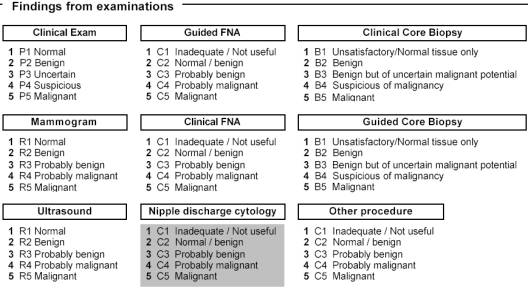 Findings from examinations
Clinical Exam
1 P1 Normal
2 P2 Benign
3 P3 Uncertain
4 P4 Suspicious
5 P5 Malignant
Guided FNA
1 C1 Inadequate / Not useful
2 C2 Normal / benign
3 C3 Probably benign
4 C4 Probably malignant
5 C5 Malignant
Clinical Core Biopsy
1 B1 Unsatisfactory/Normal tissue only
2 B2 Benign
3 B3 Benign but of uncertain malignant potential
4 B4 Suspicious of malignancy
5 B5 Malignant
Mammogram
1 R1 Normal
2 R2 Benign
3 R3 Probably benign
4 R4 Probably malignant
5 R5 Malignant
Clinical FNA
1 C1 Inadequate / Not useful
2 C2 Normal / benign
3 C3 Probably benign
4 C4 Probably malignant
5 C5 Malignant
Guided Core Biopsy
1 B1 Unsatisfactory/Normal tissue only
2 B2 Benign
3 B3 Benign but of uncertain malignant potential
4 B4 Suspicious of malignancy
5 B5 Malignant
Ultrasound
1 R1 Normal
2 R2 Benign
3 R3 Probably benign
4 R4 Probably malignant
5 R5 Malignant
Nipple discharge cytology
1 C1 Inadequate / Not useful
2 C2 Normal / benign
3 C3 Probably benign
4 C4 Probably malignant
5 C5 Malignant
Other procedure
1 C1 Inadequate / Not useful
2 C2 Normal / benign
3 C3 Probably benign
4 C4 Probably malignant
5 C5 Malignant